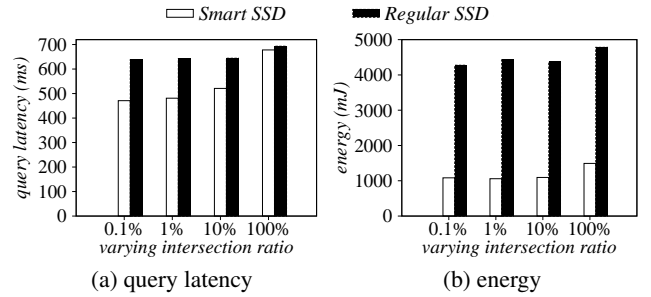 Smart SSD Regular SSD
query latency (ms)
700
600
500
400
300
200
100
0
0.1% 1% 10% 100%
varying intersection ratio
(a) query latency
energy (mJ)
5000
4000
3000
2000
1000
0
0.1% 1% 10% 100%
varying intersection ratio
(b) energy